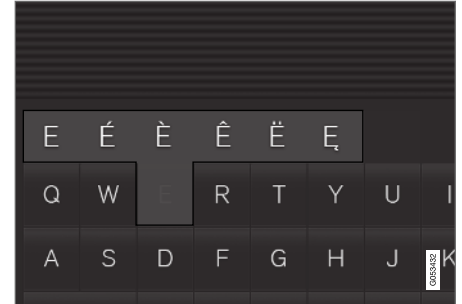 E É È Ê Ë Ę
Q W E R T Y U I
A S D F G H J K
G053432